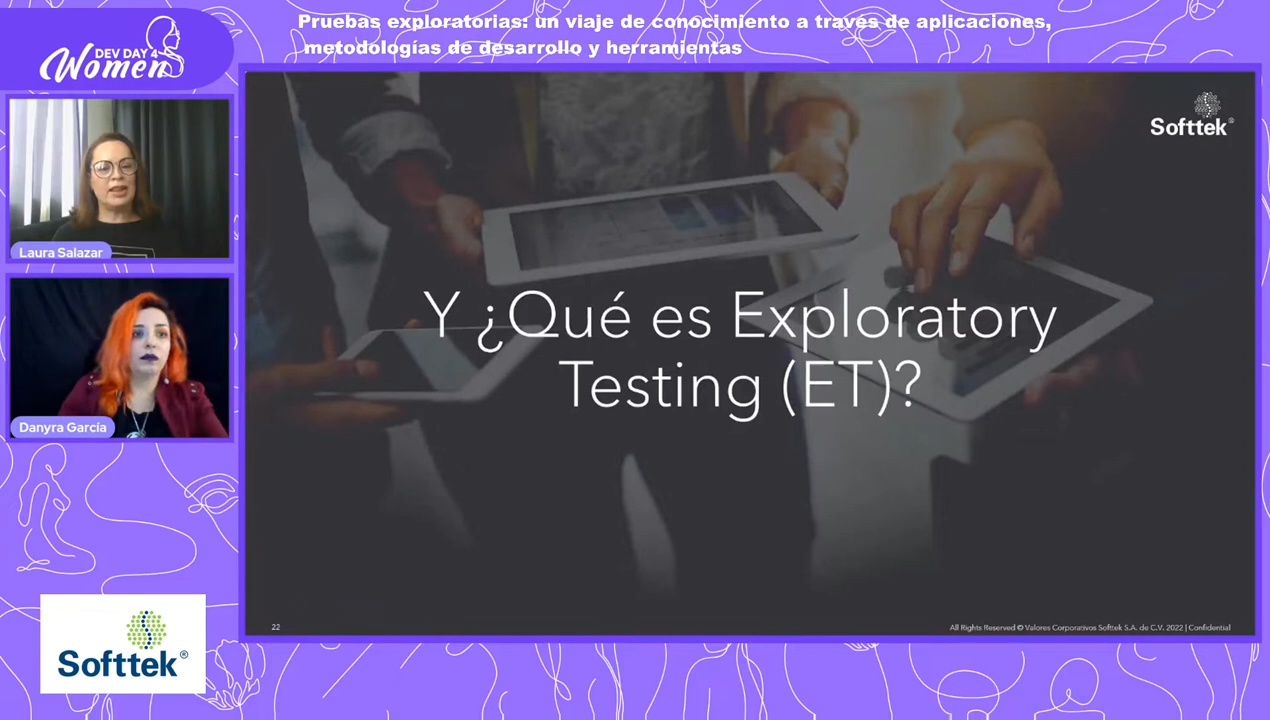 Pruebas exploratorias: un viaje de conocimiento a través de aplicaciones,
metodologías de desarrollo y herramientas
DEV DAY 4
Women
Laura Salazar
Danyra García
Softtek®
Softtek®
Y ¿Qué es Exploratory
Testing (ET)?
22
All Rights Reserved © Valores Corporativos Softtek S.A. de C.V. 2022 | Confidential